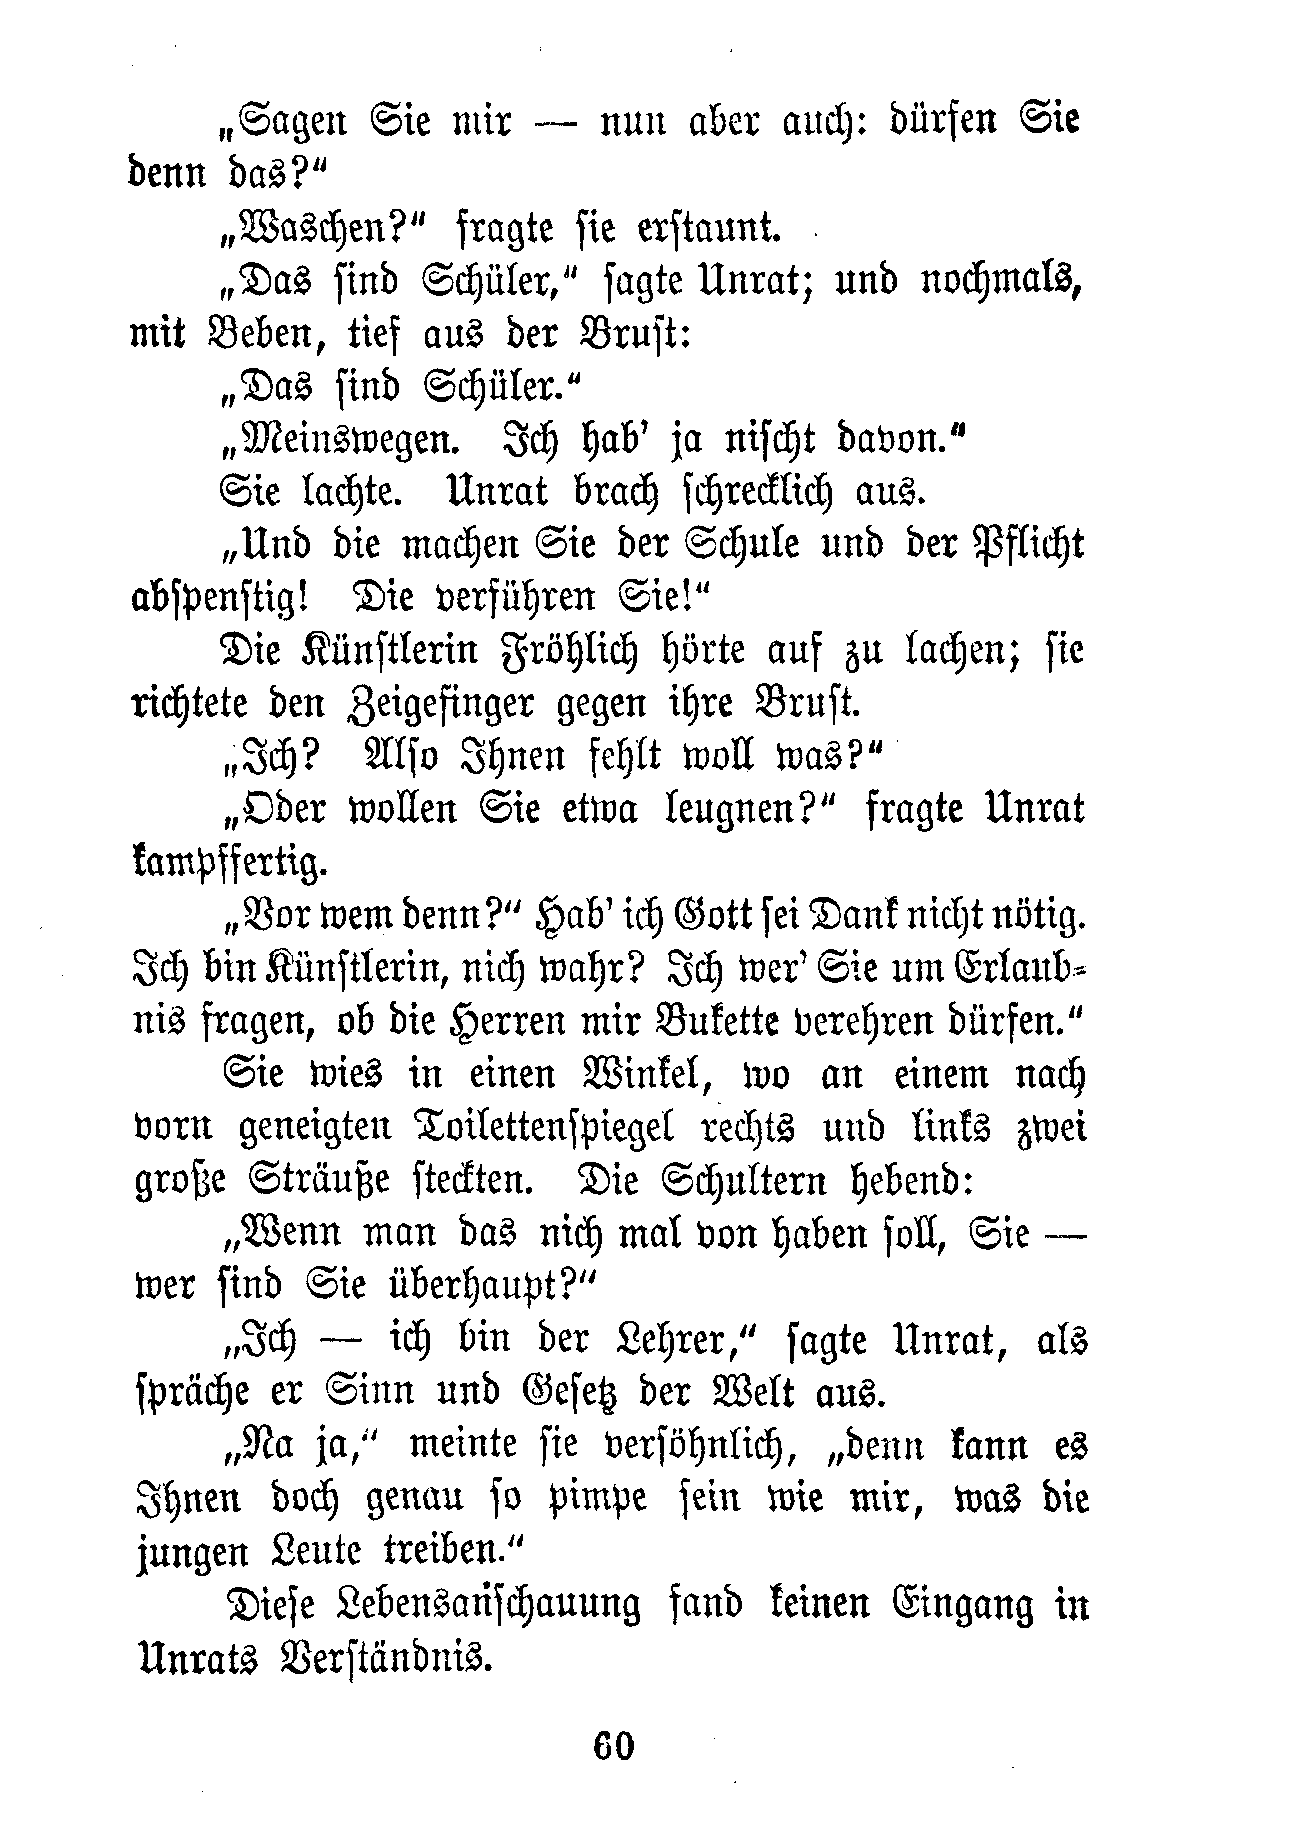 „Sagen Sie mir — nun aber auch: dürfen Sie
denn das?“
„Waschen?“ fragte sie erstaunt.
„Das sind Schüler,“ sagte Unrat; und nochmals,
mit Beben, tief aus der Brust:
„Das sind Schüler.“
„Meinswegen. Ich hab' ja nischt davon.“
Sie lachte. Unrat brach schrecklich aus.
„Und die machen Sie der Schule und der Pflicht
abspenstig! Die verführen Sie!“
Die Künstlerin Fröhlich hörte auf zu lachen; sie
richtete den Zeigefinger gegen ihre Brust.
„Ich? Also Ihnen fehlt woll was?“
„Oder wollen Sie etwa leugnen?“ fragte Unrat
kampffertig.
„Vor wem denn?“ Hab' ich Gott sei Dank nicht nötig.
Ich bin Künstlerin, nich wahr? Ich wer' Sie um Erlaub-
nis fragen, ob die Herren mir Bukette verehren dürfen.“
Sie wies in einen Winkel, wo an einem nach
vorn geneigten Toilettenspiegel rechts und links zwei
große Sträuße steckten. Die Schultern hebend:
„Wenn man das nich mal von haben soll, Sie —
wer sind Sie überhaupt?“
„Ich — ich bin der Lehrer,“ sagte Unrat, als
spräche er Sinn und Gesetz der Welt aus.
„Na ja,“ meinte sie versöhnlich, „denn kann es
Ihnen doch genau so pimpe sein wie mir, was die
jungen Leute treiben.“
Diese Lebensanschauung fand keinen Eingang in
Unrats Verständnis.
60